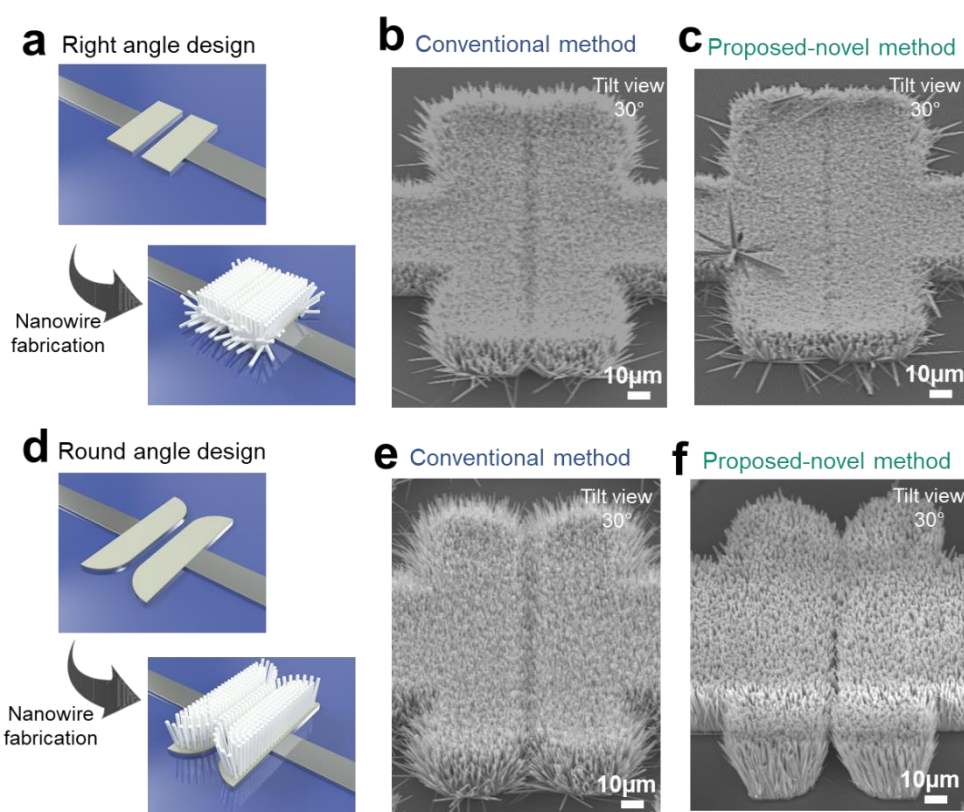 a Right angle design
Nanowire
fabrication
b Conventional method
Tilt view
30°
10μm
c Proposed-novel method
Tilt view
30°
10μm
d Round angle design
Nanowire
fabrication
e Conventional method
Tilt view
30°
10μm
f Proposed-novel method
Tilt view
30°
10μm